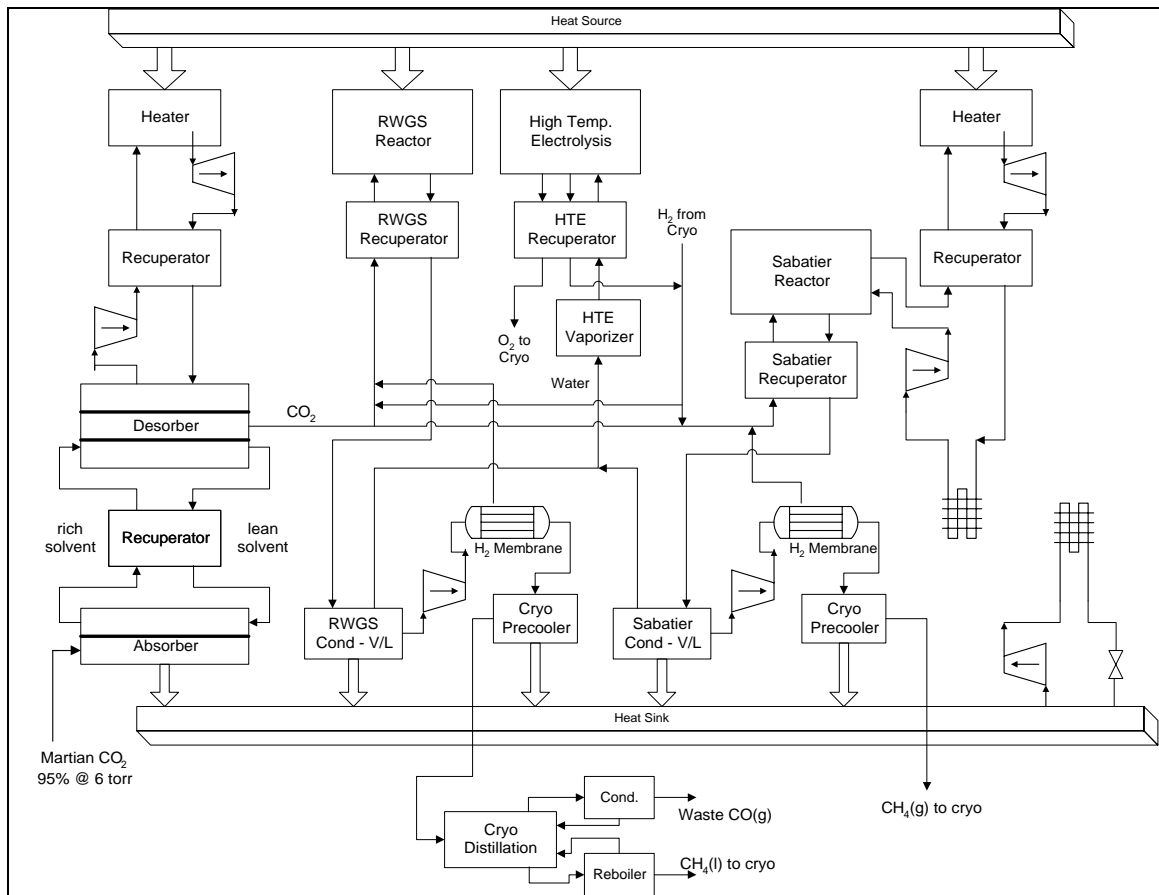 Heat Source
Heater
RWGS
Reactor
High Temp.
Electrolysis
Heater
Recuperator
RWGS
Recuperator
HTE
Recuperator
H2 from
Cryo
Sabatier
Reactor
Recuperator
HTE
Vaporizer
O2 to
Cryo
Sabatier
Recuperator
Water
CO2
Desorber
rich
solvent
Recuperator
lean
solvent
H2 Membrane
H2 Membrane
Absorber
RWGS
Cond - V/L
Cryo
Precooler
Sabatier
Cond - V/L
Cryo
Precooler
Heat Sink
Martian CO2
95% @ 6 torr
Cond.
Waste CO(g)
CH4(g) to cryo
Cryo
Distillation
Reboiler
CH4(l) to cryo